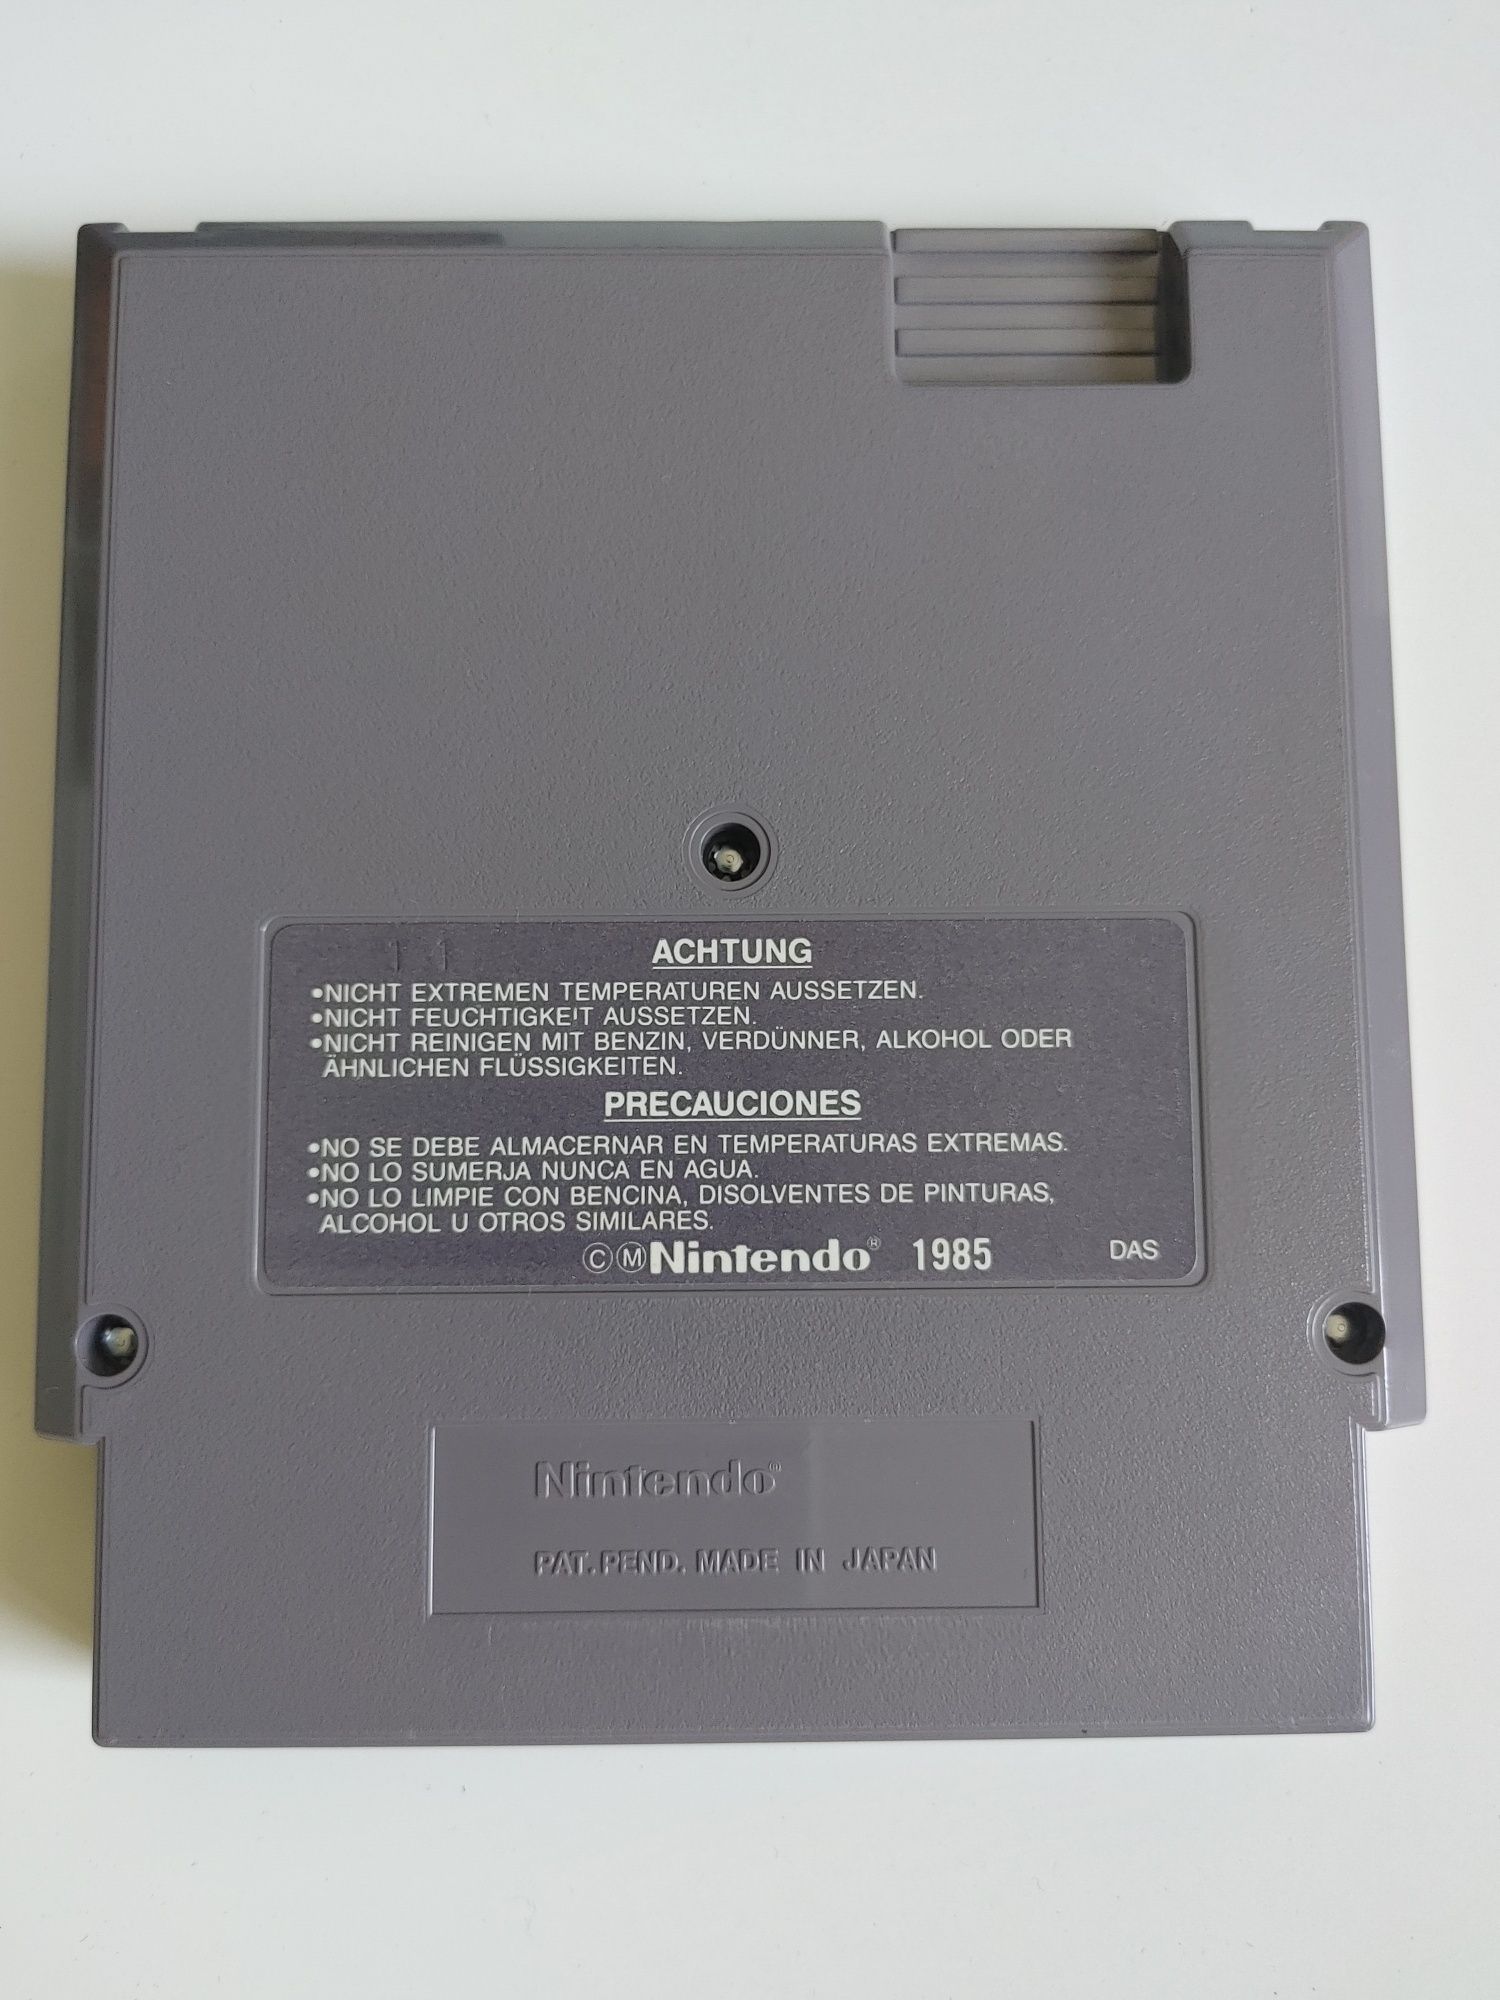 ACHTUNG
•NICHT EXTREMEN TEMPERATUREN AUSSETZEN.
•NICHT FEUCHTIGKEIT AUSSETZEN.
•NICHT REINIGEN MIT BENZIN, VERDÜNNER, ALKOHOL ODER
ÄHNLICHEN FLÜSSIGKEITEN.
PRECAUCIONES
•NO SE DEBE ALMACERNAR EN TEMPERATURAS EXTREMAS.
•NO LO SUMERJA NUNCA EN AGUA.
•NO LO LIMPIE CON BENCINA, DISOLVENTES DE PINTURAS,
ALCOHOL U OTROS SIMILARES.
©ⓂNintendo® 1985 DAS
Nintendo®
PAT. PEND. MADE IN JAPAN